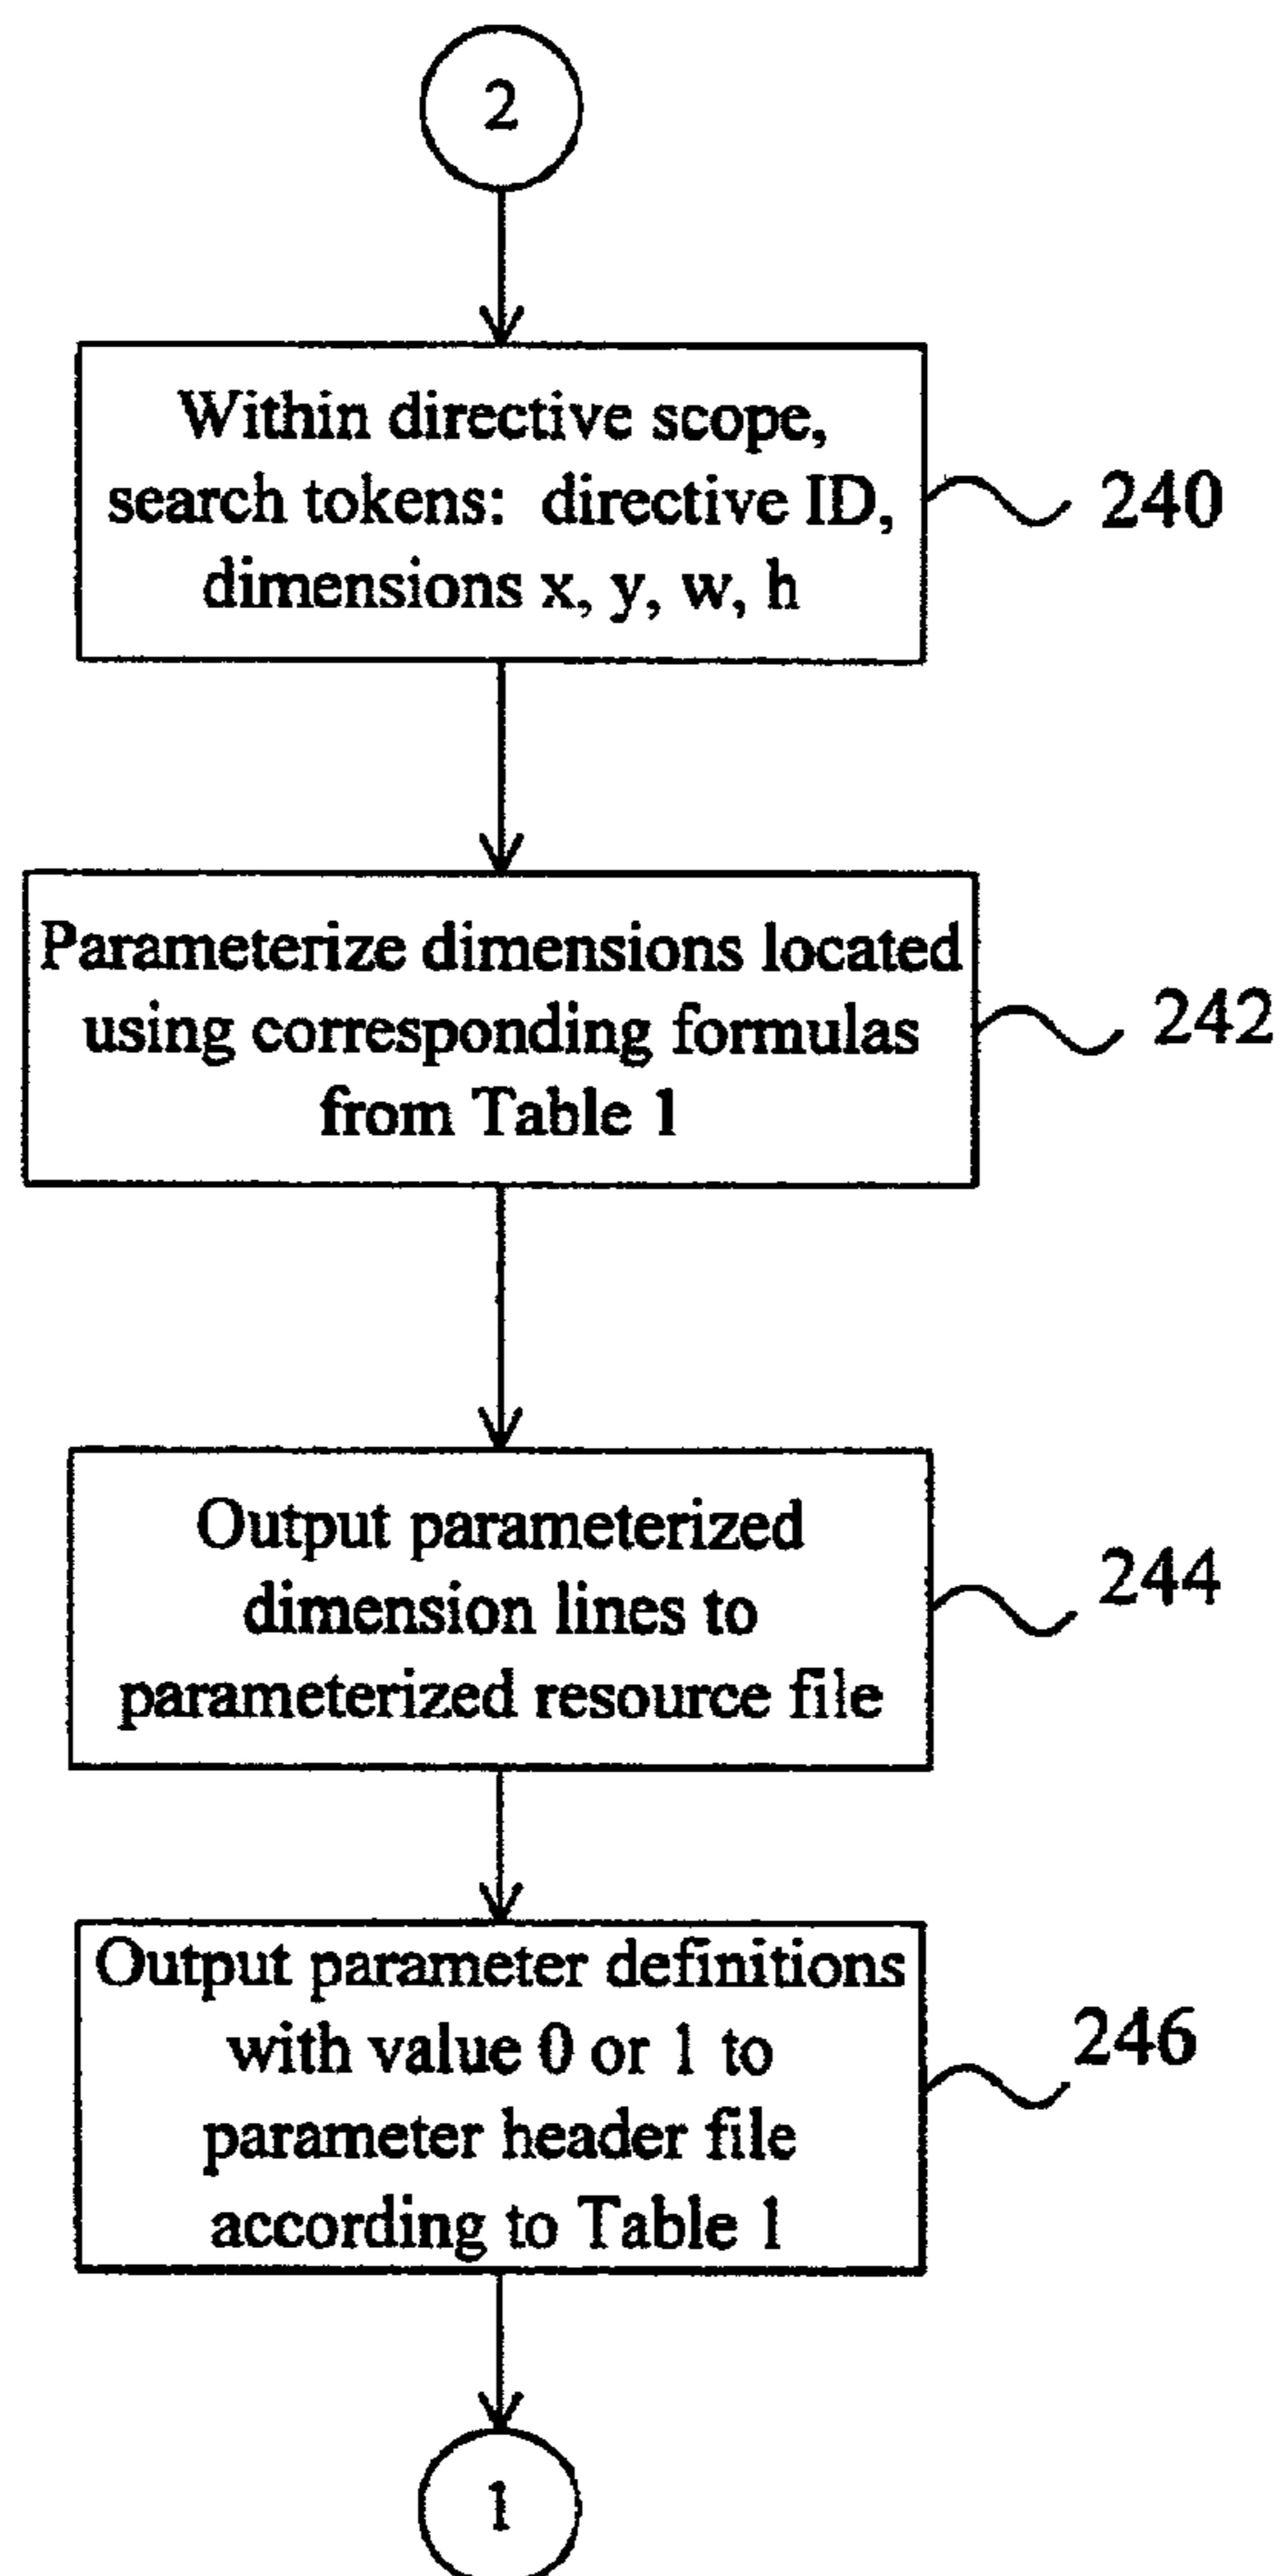 2
Within directive scope,
search tokens: directive ID,
dimensions x, y, w, h
240
Parameterize dimensions located
using corresponding formulas
from Table 1
242
Output parameterized
dimension lines to
parameterized resource file
244
Output parameter definitions
with value 0 or 1 to
parameter header file
according to Table 1
246
1